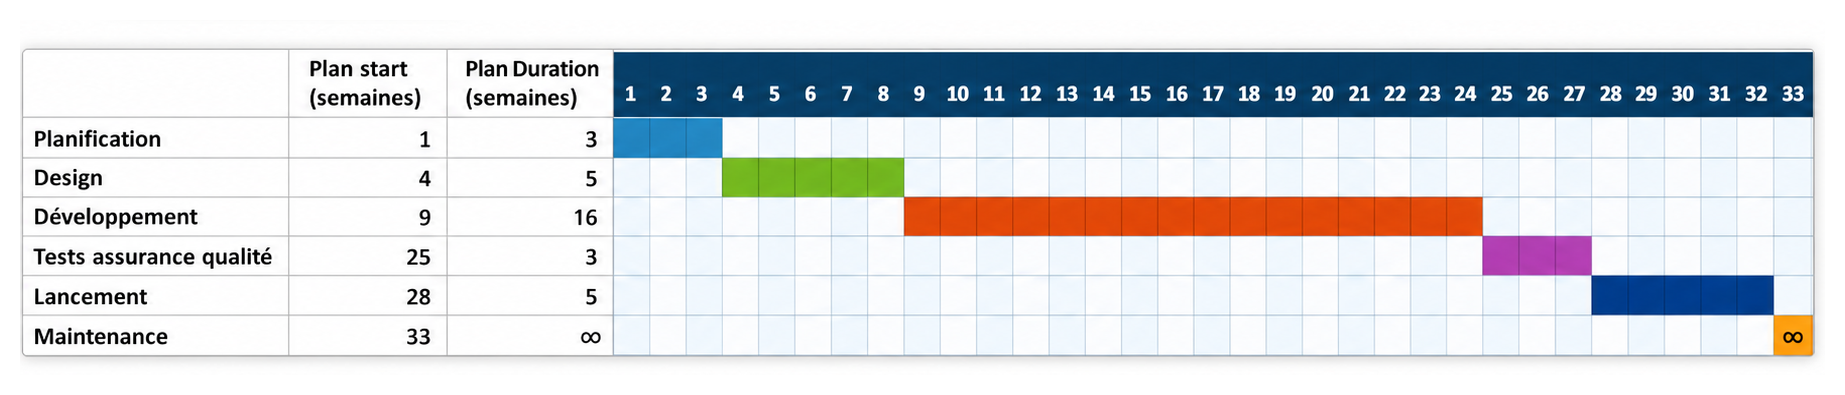 Plan start (semaines) Plan Duration (semaines) 1 2 3 4 5 6 7 8 9 10 11 12 13 14 15 16 17 18 19 20 21 22 23 24 25 26 27 28 29 30 31 32 33
Planification 1 3
Design 4 5
Développement 9 16
Tests assurance qualité 25 3
Lancement 28 5
Maintenance 33 ∞ ∞